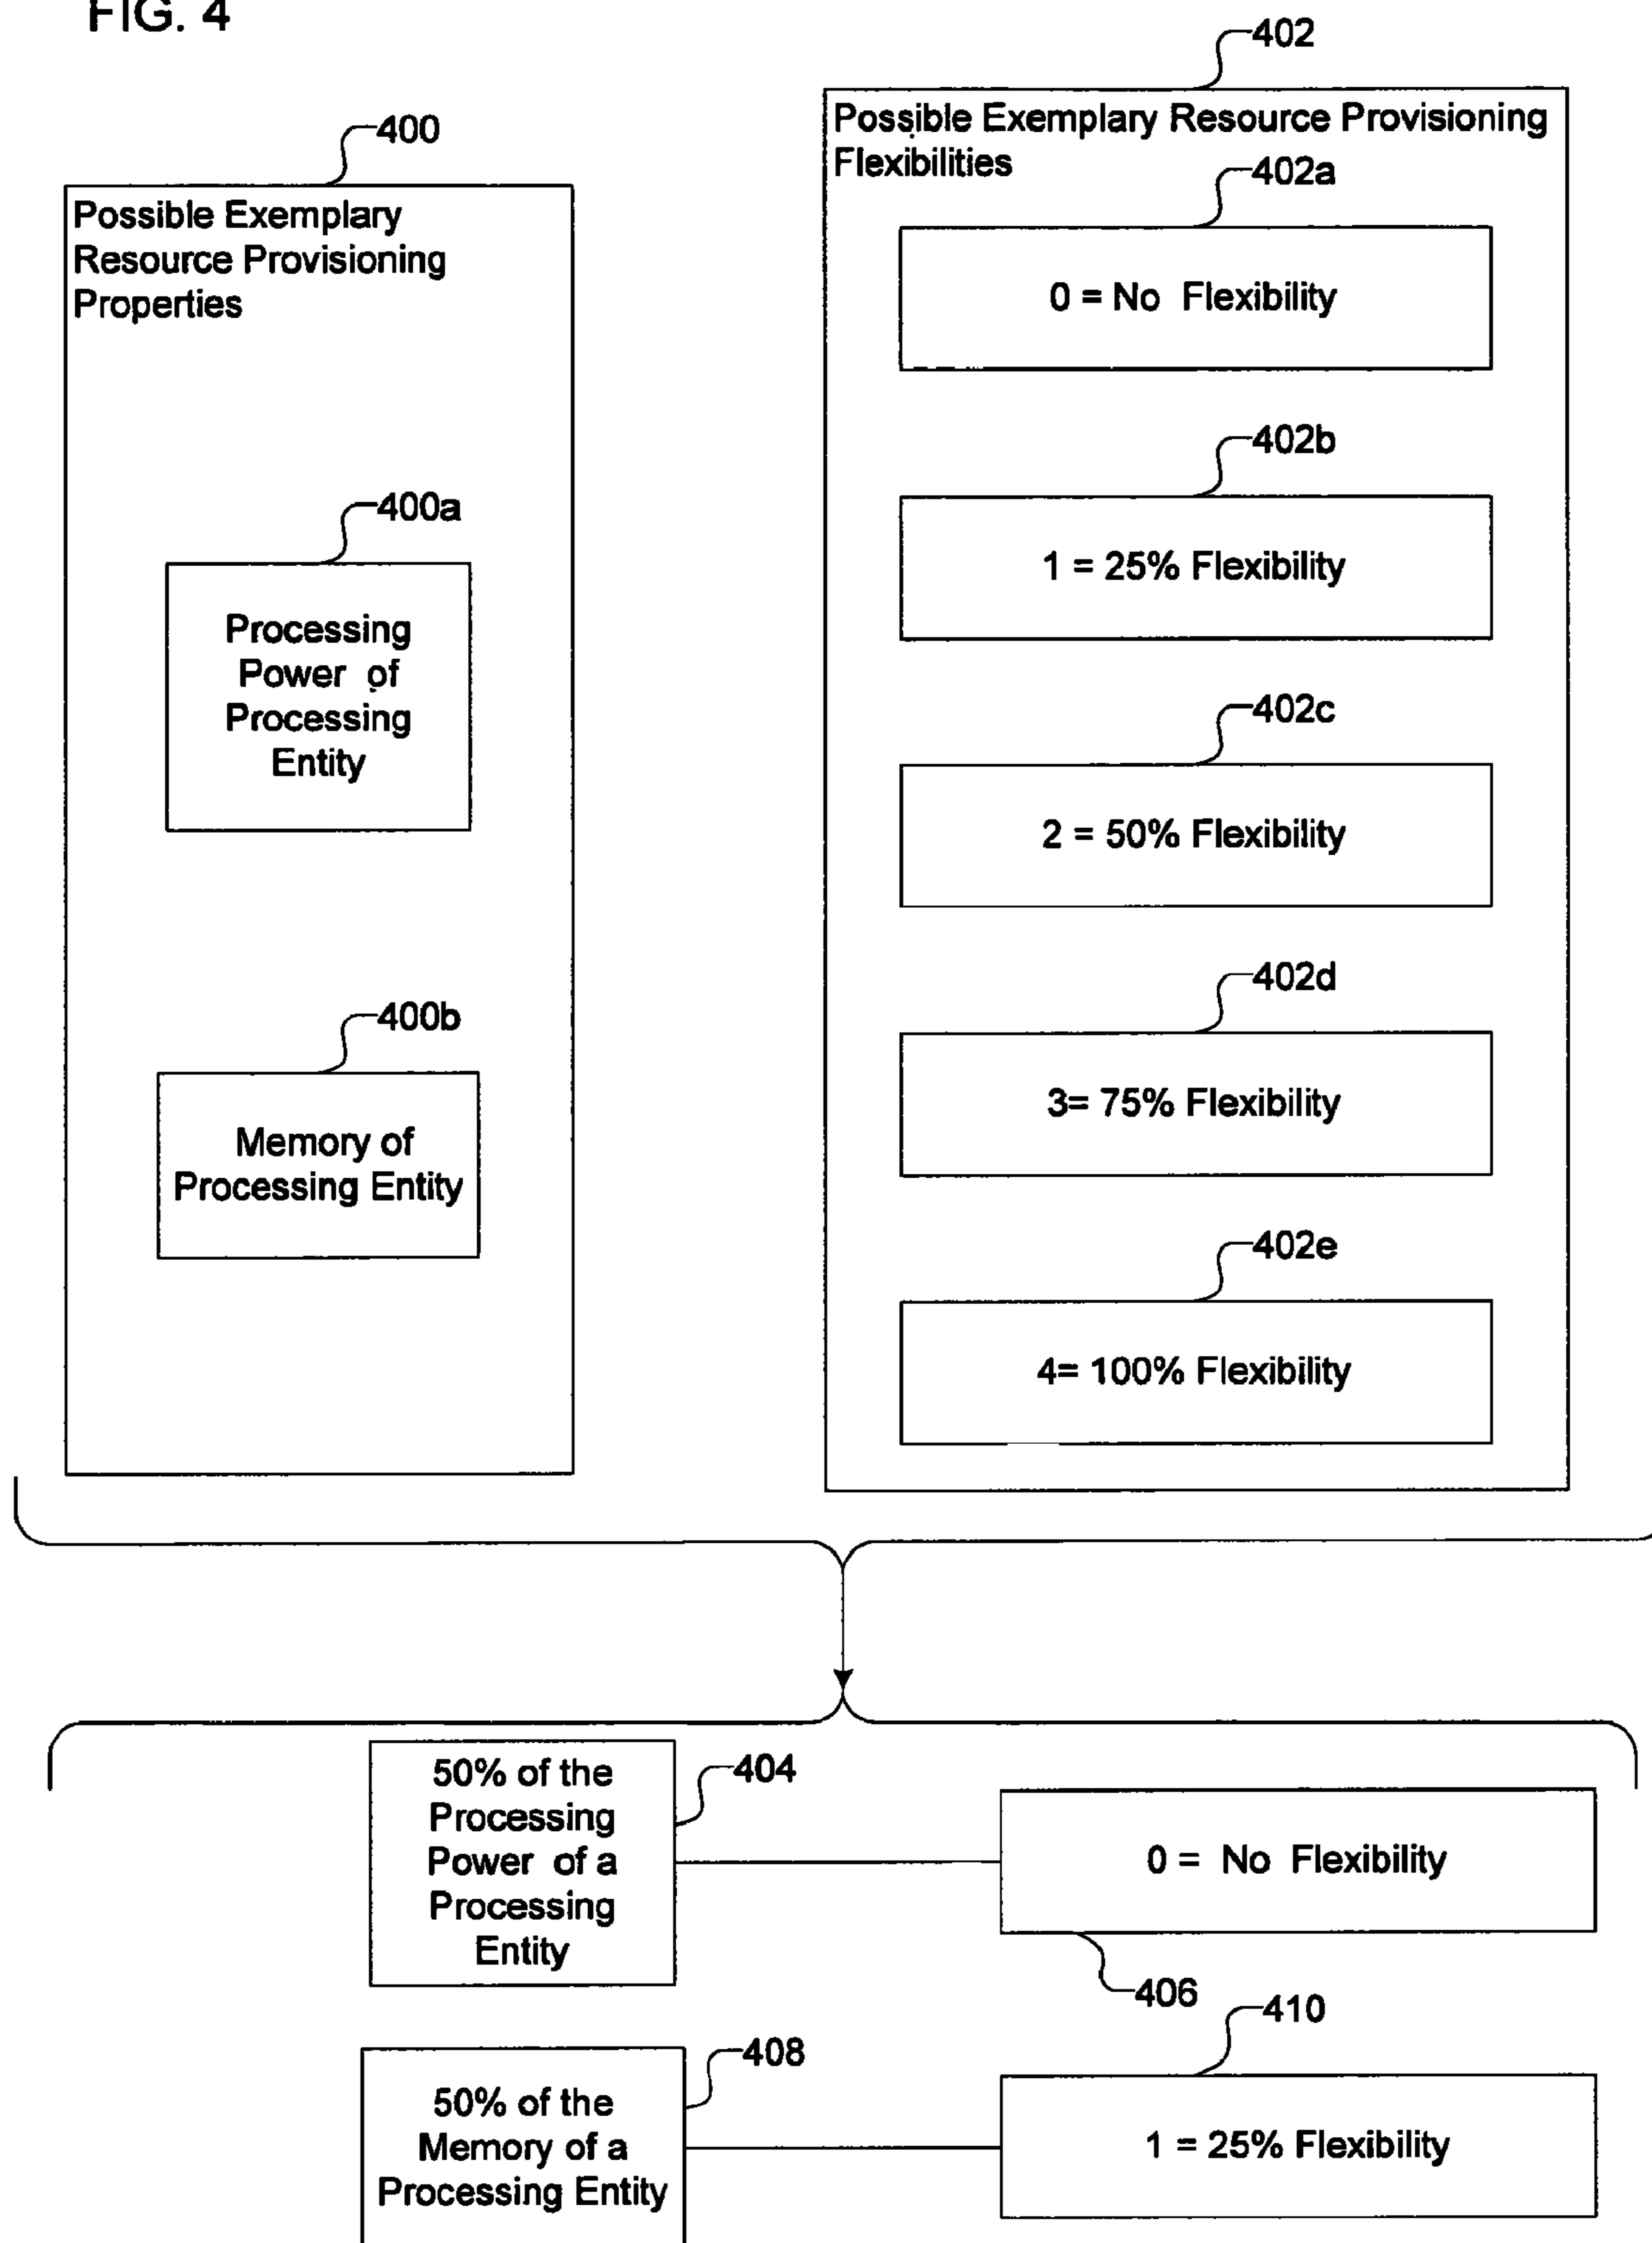 FIG. 4
402
400
Possible Exemplary Resource Provisioning
Flexibilities
402a
Possible Exemplary
Resource Provisioning
Properties
0 = No Flexibility
402b
400a
1 = 25% Flexibility
Processing
Power of
Processing
Entity
402c
2 = 50% Flexibility
402d
400b
3= 75% Flexibility
Memory of
Processing Entity
402e
4= 100% Flexibility
50% of the
Processing
Power of a
Processing
Entity
404
0 = No Flexibility
406
410
408
50% of the
Memory of a
Processing Entity
1 = 25% Flexibility